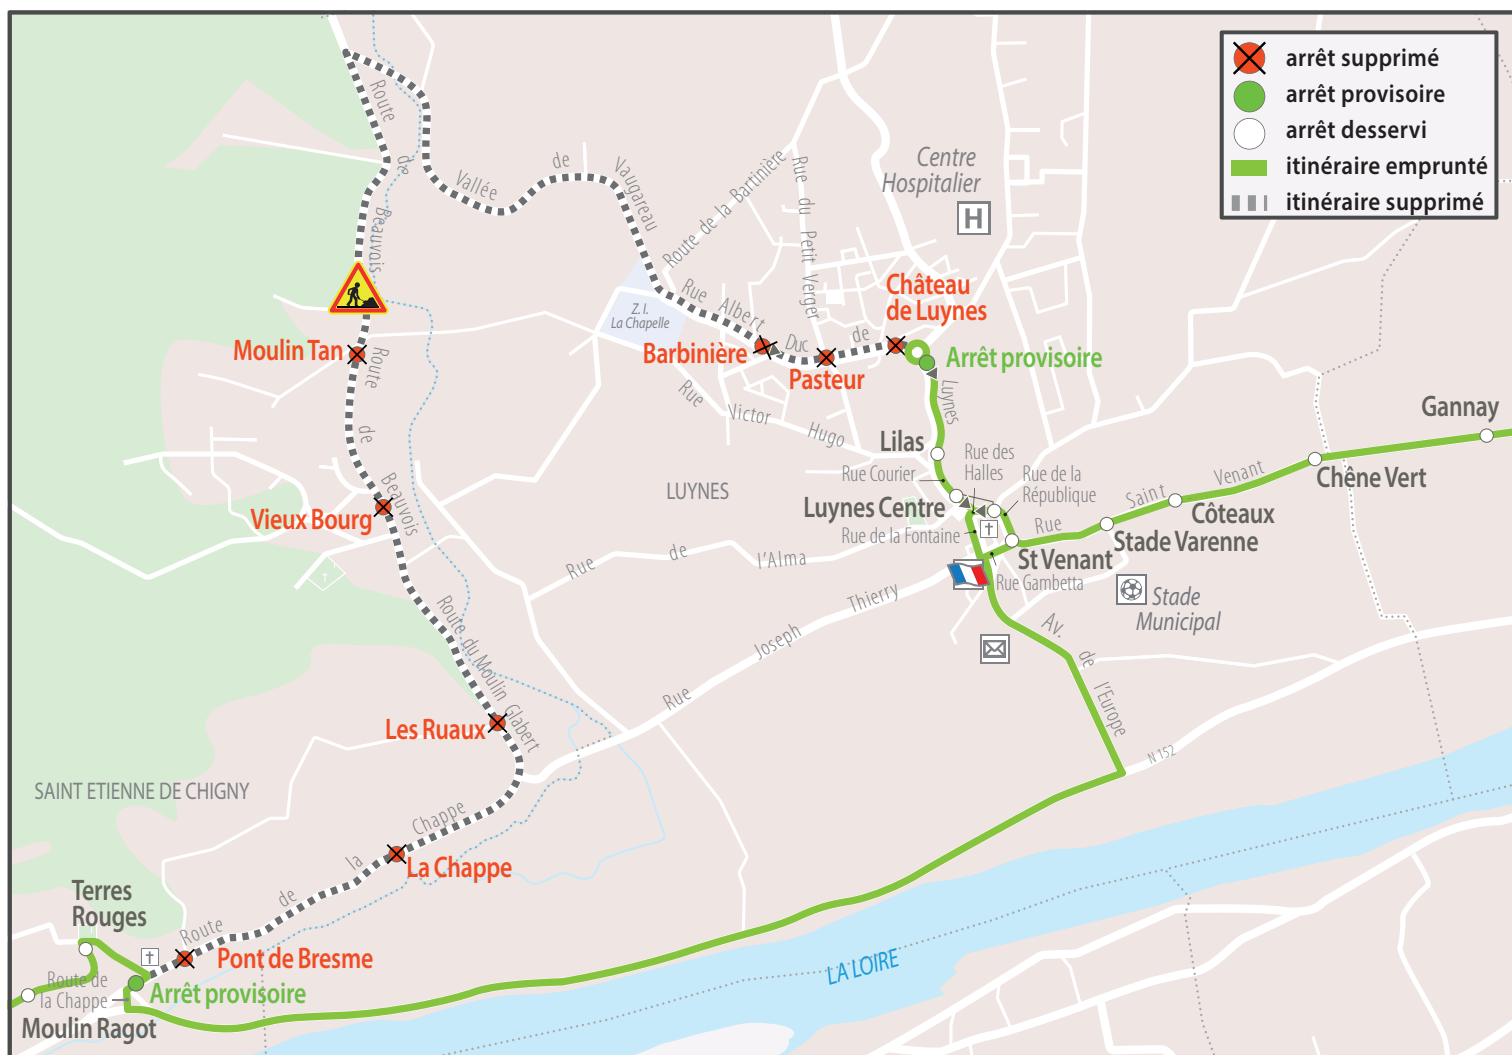 arrêt supprimé
arrêt provisoire
arrêt desservi
itinéraire emprunté
itinéraire supprimé
Route
de
Beauvois
Vallée
de
Vaugareau
Route de la Bartinière
Rue du Petit Verger
Centre
Hospitalier
H
Château
de Luynes
Z.I.
La Chapelle
Rue Albert Duc de Luynes
Moulin Tan
Barbinière
Pasteur
Arrêt provisoire
Route
de
Beauvois
Rue Victor Hugo
Gannay
Lilas
Rue des
Halles
Rue Courier
Rue de la
République
Chêne Vert
LUYNES
Luynes Centre
Rue Saint Venant
Côteaux
Vieux Bourg
Rue de la Fontaine
Stade Varenne
St Venant
Rue de l'Alma
Rue Gambetta
Stade
Municipal
Rue Joseph Thierry
Av. de l'Europe
Route du Moulin Glabert
Les Ruaux
N 152
SAINT ETIENNE DE CHIGNY
Route de la Chappe
La Chappe
Terres
Rouges
Pont de Bresme
LA LOIRE
Route de
la Chappe
Arrêt provisoire
Moulin Ragot